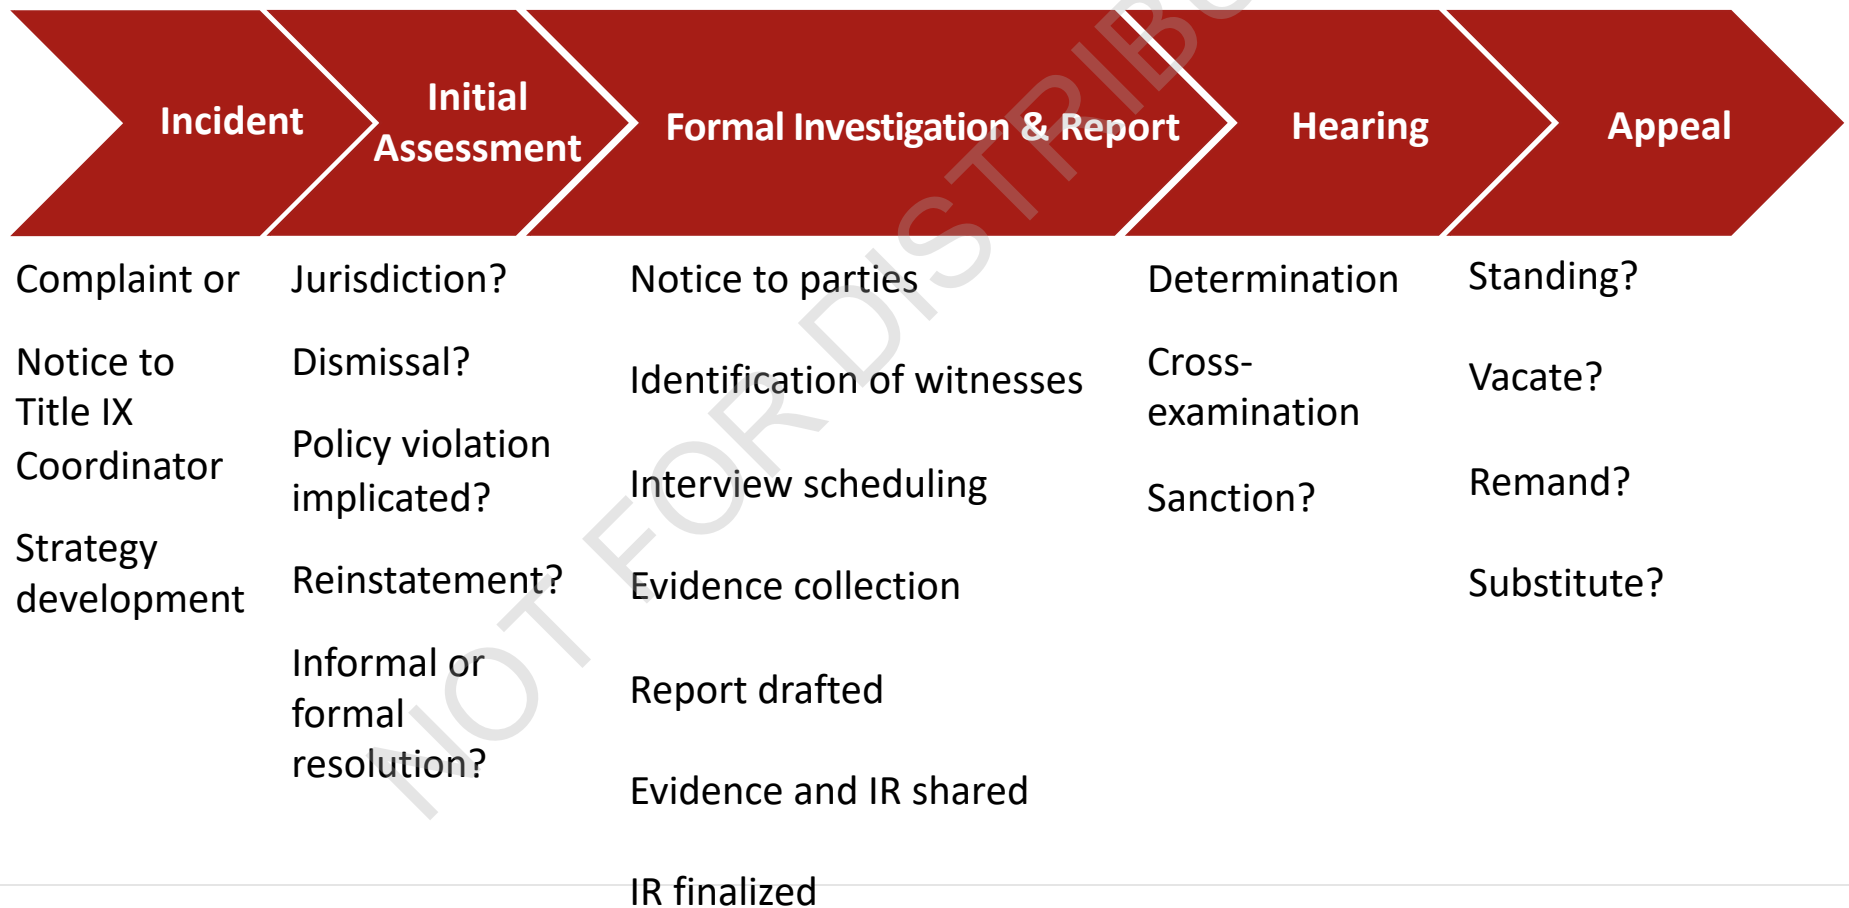 Incident
Initial
Assessment
Formal Investigation & Report
Hearing
Appeal
Complaint or
Notice to
Title IX
Coordinator
Strategy
development
Jurisdiction?
Dismissal?
Policy violation
implicated?
Reinstatement?
Informal or
formal
resolution?
Notice to parties
Identification of witnesses
Interview scheduling
Evidence collection
Report drafted
Evidence and IR shared
IR finalized
Determination
Cross-
examination
Sanction?
Standing?
Vacate?
Remand?
Substitute?
NOT FOR DISTRIBU